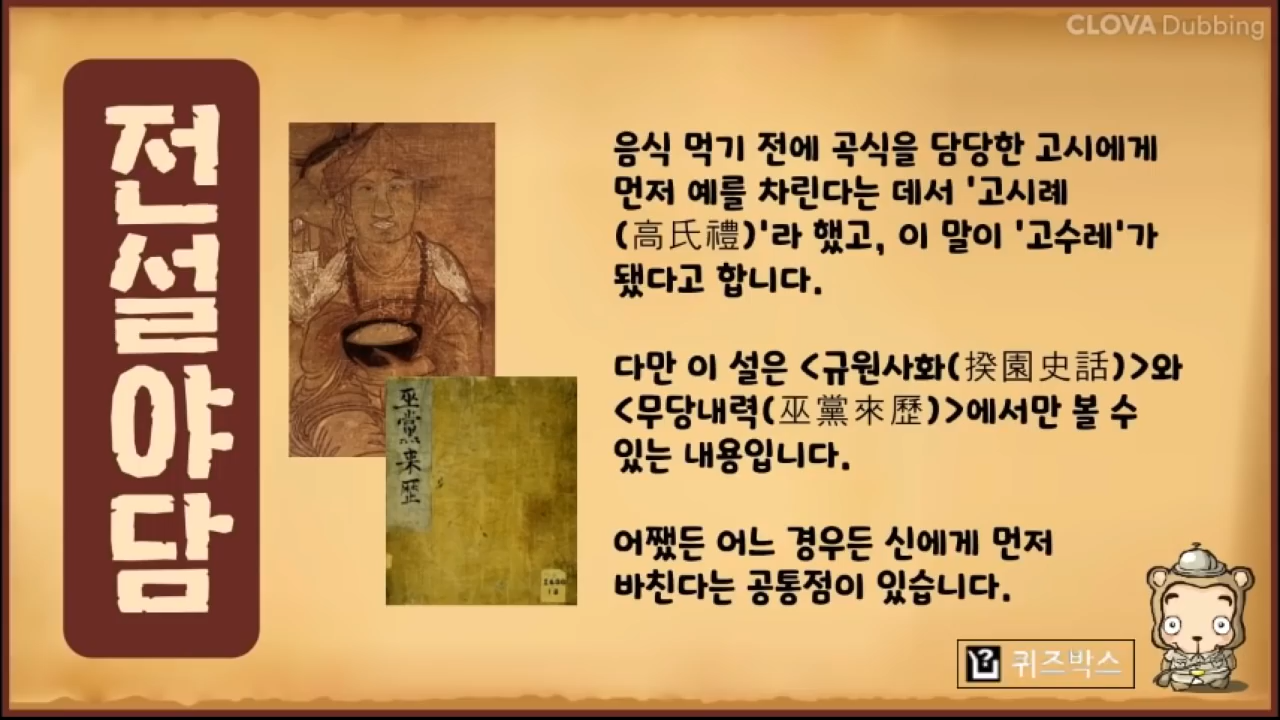 CLOVA Dubbing
전설야담
음식 먹기 전에 곡식을 담당한 고시에게
먼저 예를 차린다는 데서 '고시례
(高氏禮)'라 했고, 이 말이 '고수레'가
됐다고 합니다.
다만 이 설은 <규원사화(揆園史話)>와
<무당내력(巫黨來歷)>에서만 볼 수
있는 내용입니다.
어쨌든 어느 경우든 신에게 먼저
바친다는 공통점이 있습니다.
巫黨來歷
퀴즈박스